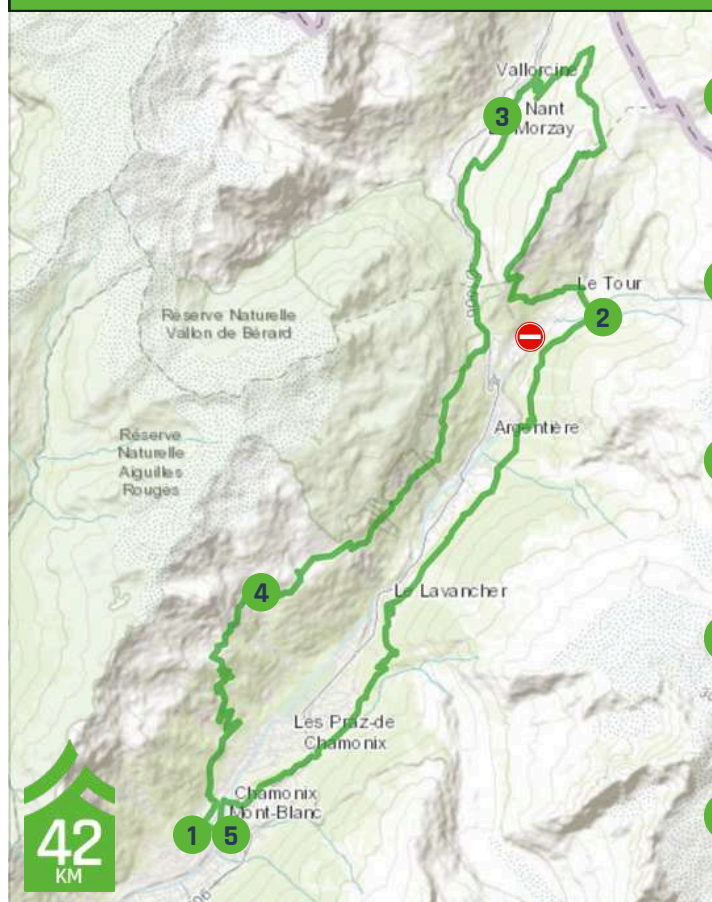 Vallorcine
3
Nant
Morzay
Le Tour
2
Réserve Naturelle
Vallon de Bérard
Argentière
Réserve
Naturelle
Aiguilles
Rouges
4
Le Lavancher
Les Praz-de
Chamonix
Chamonix
Mont-Blanc
1
5
42
KM